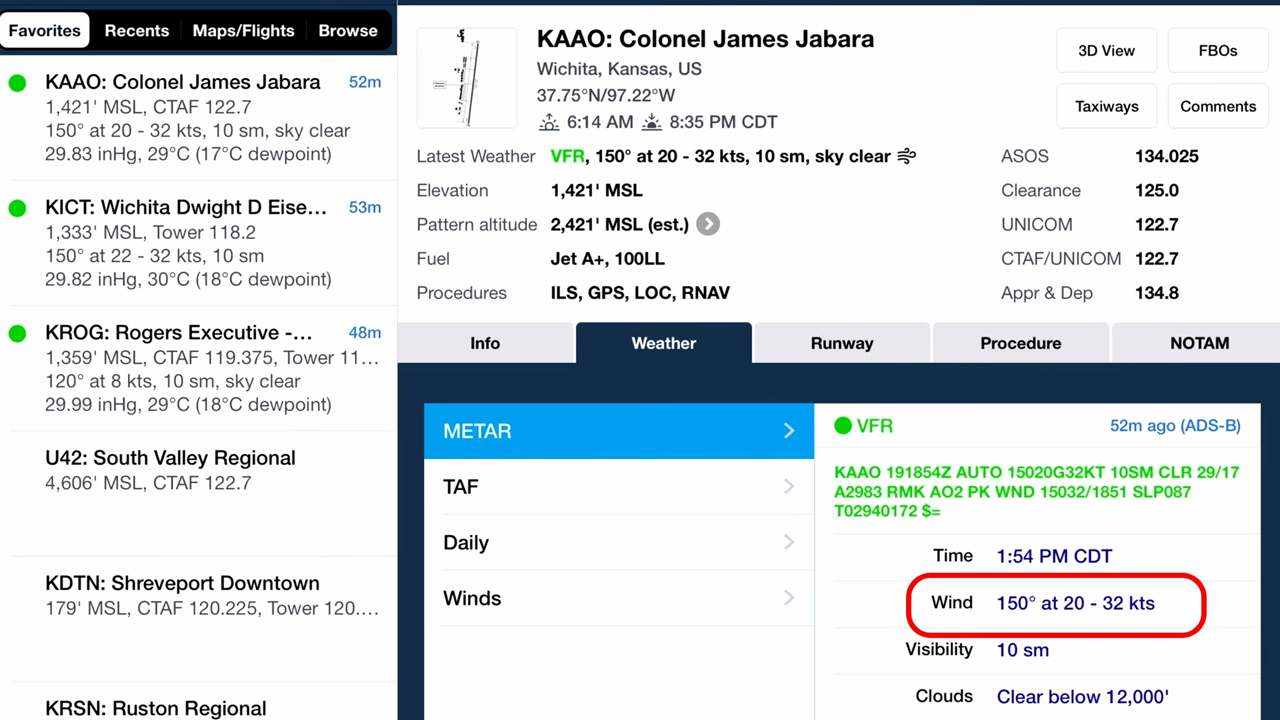 Favorites Recents Maps/Flights Browse
KAAO: Colonel James Jabara 52m
1,421' MSL, CTAF 122.7
150° at 20 - 32 kts, 10 sm, sky clear
29.83 inHg, 29°C (17°C dewpoint)
KICT: Wichita Dwight D Eise... 53m
1,333' MSL, Tower 118.2
150° at 22 - 32 kts, 10 sm
29.82 inHg, 30°C (18°C dewpoint)
KROG: Rogers Executive -... 48m
1,359' MSL, CTAF 119.375, Tower 11...
120° at 8 kts, 10 sm, sky clear
29.99 inHg, 29°C (18°C dewpoint)
U42: South Valley Regional
4,606' MSL, CTAF 122.7
KDTN: Shreveport Downtown
179' MSL, CTAF 120.225, Tower 120....
KRSN: Ruston Regional
KAAO: Colonel James Jabara
Wichita, Kansas, US
37.75°N/97.22°W
6:14 AM 8:35 PM CDT
3D View FBOs
Taxiways Comments
Latest Weather VFR, 150° at 20 - 32 kts, 10 sm, sky clear
Elevation 1,421' MSL
Pattern altitude 2,421' MSL (est.)
Fuel Jet A+, 100LL
Procedures ILS, GPS, LOC, RNAV
ASOS 134.025
Clearance 125.0
UNICOM 122.7
CTAF/UNICOM 122.7
Appr & Dep 134.8
Info Weather Runway Procedure NOTAM
METAR
TAF
Daily
Winds
VFR 52m ago (ADS-B)
KAAO 191854Z AUTO 15020G32KT 10SM CLR 29/17
A2983 RMK AO2 PK WND 15032/1851 SLP087
T02940172 $=
Time 1:54 PM CDT
Wind 150° at 20 - 32 kts
Visibility 10 sm
Clouds Clear below 12,000'